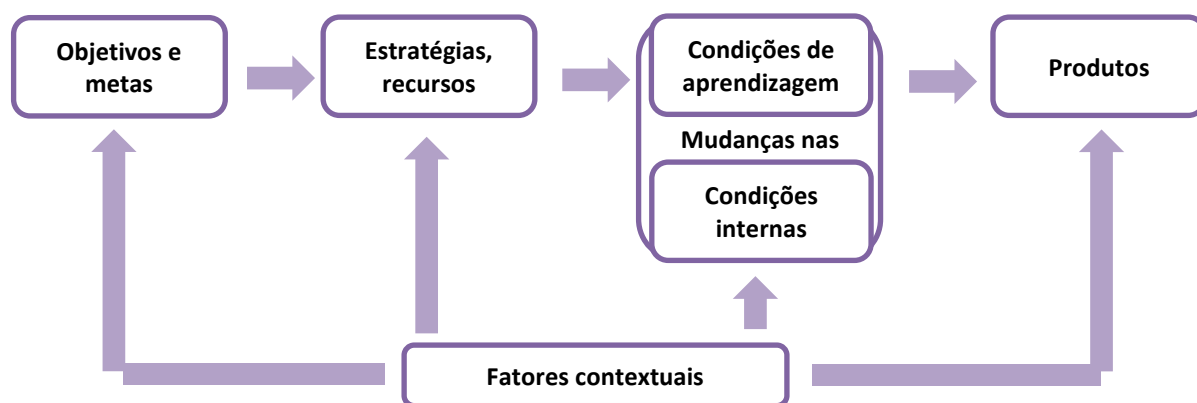 Objetivos e
metas
Estratégias,
recursos
Condições de
aprendizagem
Mudanças nas
Condições
internas
Produtos
Fatores contextuais